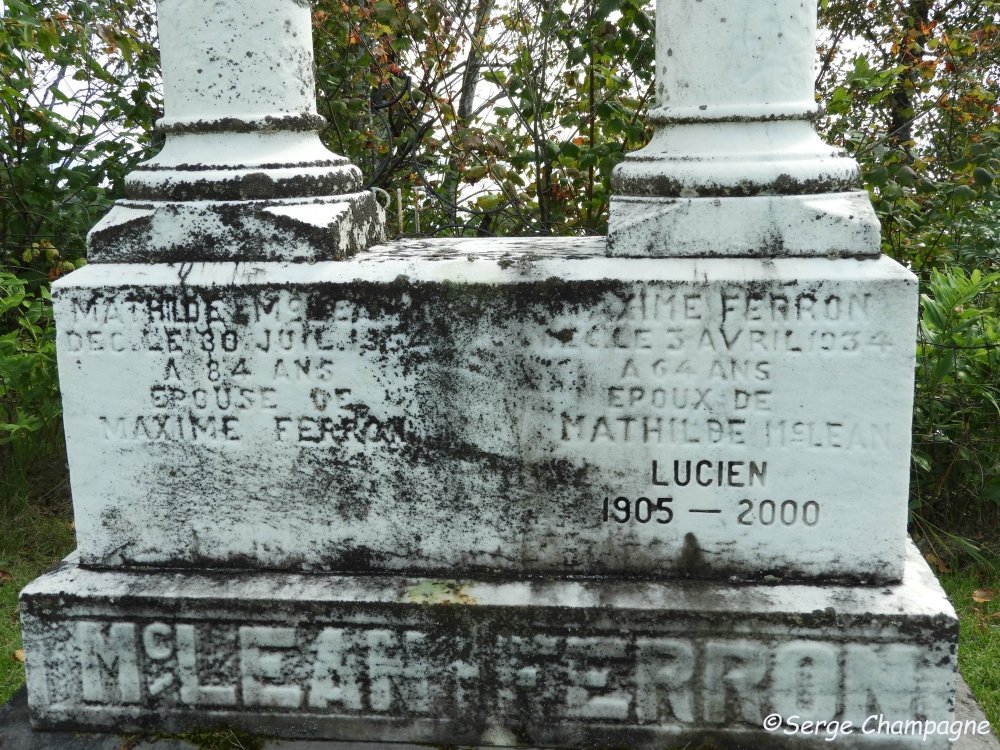 MATHILDE McLEAN
DEC. LE 30 JUIL.
A 84 ANS
EPOUSE DE
MAXIME FERRON
MAXIME FERRON
DEC. LE 3 AVRIL 1934
A 64 ANS
EPOUX DE
MATHILDE McLEAN
LUCIEN
1905 — 2000
McLEAN FERRON
©Serge Champagne